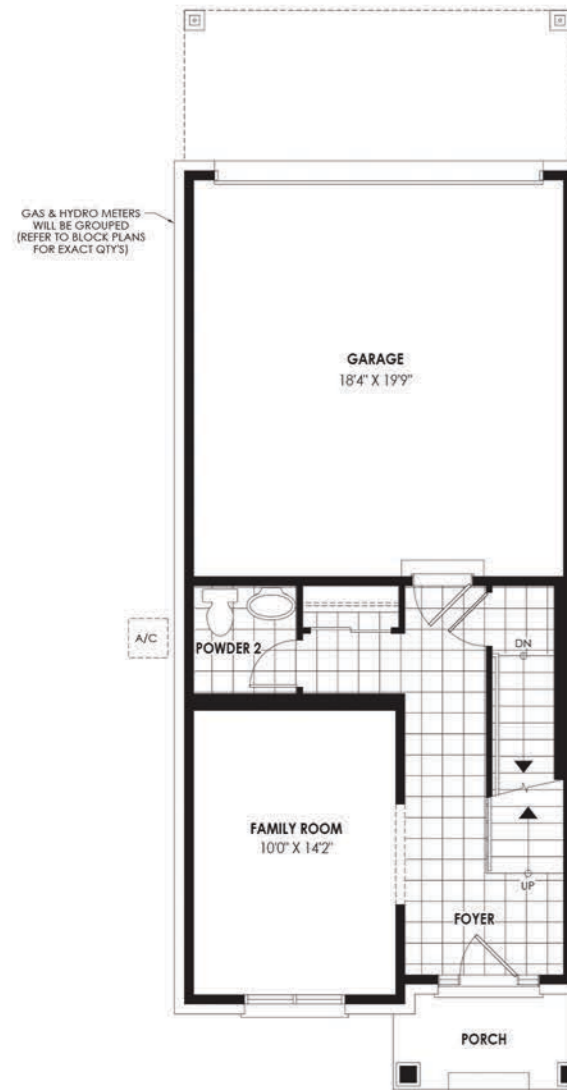 GAS & HYDRO METERS
WILL BE GROUPED
(REFER TO BLOCK PLANS
FOR EXACT QTY'S)
GARAGE
18'4" X 19'9"
A/C
POWDER 2
DN
FAMILY ROOM
10'0" X 14'2"
UP
FOYER
PORCH